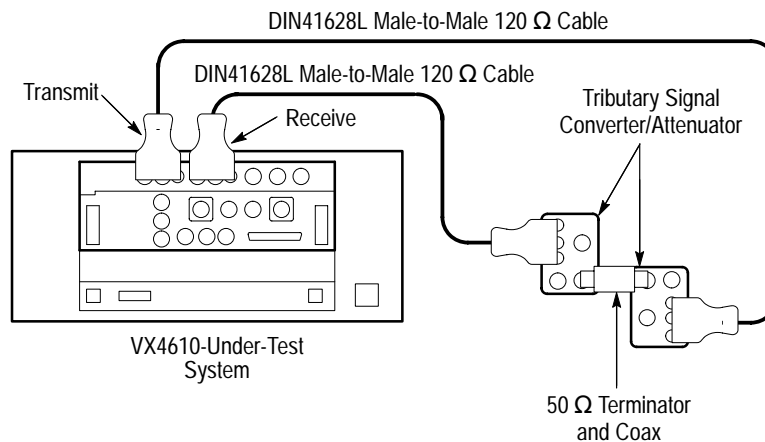 DIN41628L Male-to-Male 120 Ω Cable
DIN41628L Male-to-Male 120 Ω Cable
Transmit
Receive
Tributary Signal
Converter/Attenuator
VX4610-Under-Test
System
50 Ω Terminator
and Coax